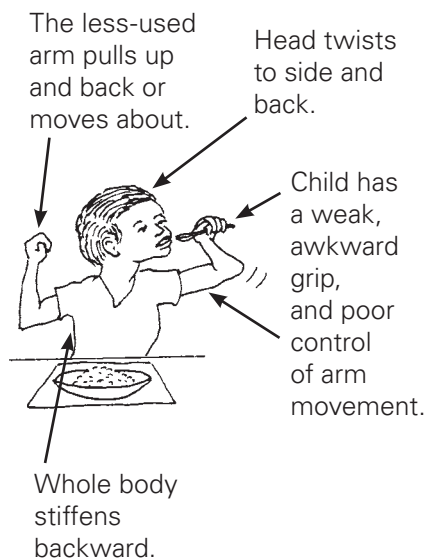 The less-used
arm pulls up
and back or
moves about.
Head twists
to side and
back.
Child has
a weak,
awkward
grip,
and poor
control
of arm
movement.
Whole body
stiffens
backward.